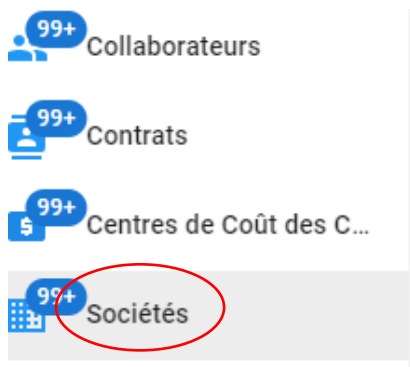 99+
Collaborateurs
99+
Contrats
99+
Centres de Coût des C...
99+
Sociétés